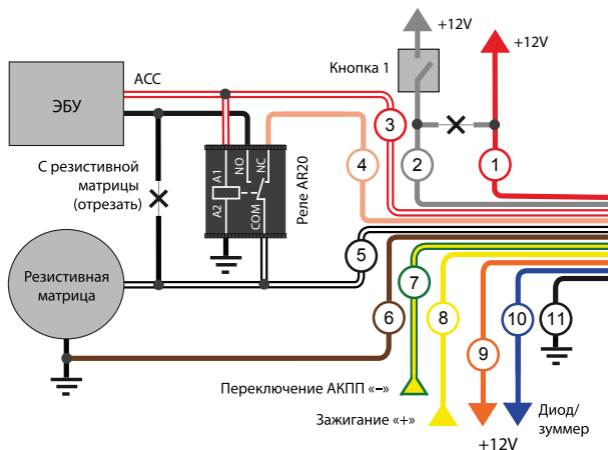 +12V
+12V
Кнопка 1
ACC
ЭБУ
3
С резистивной
матрицы
(отрезать)
A1
A2
NO
NC
COM
Реле AR20
4
2
1
5
Резистивная
матрица
6
7
8
9
10
11
Переключение АКПП «–»
Зажигание «+»
+12V
Диод/
зуммер